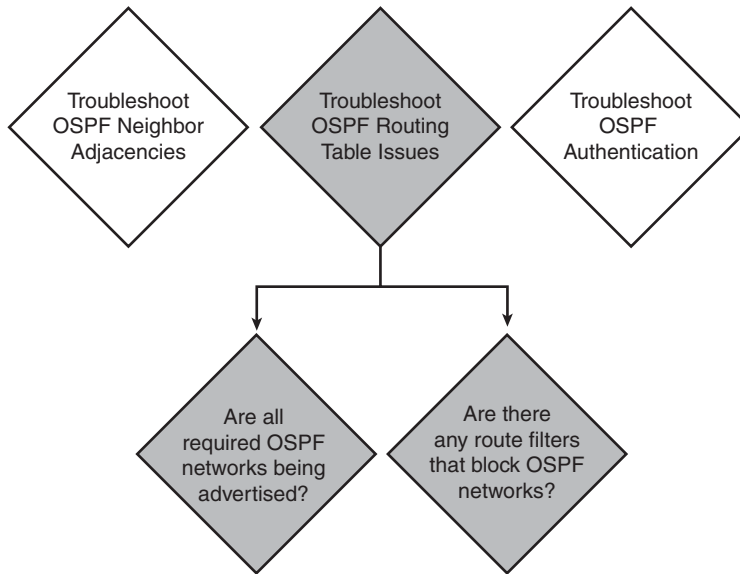 Troubleshoot
OSPF Neighbor
Adjacencies
Troubleshoot
OSPF Routing
Table Issues
Troubleshoot
OSPF
Authentication
Are all
required OSPF
networks being
advertised?
Are there
any route filters
that block OSPF
networks?